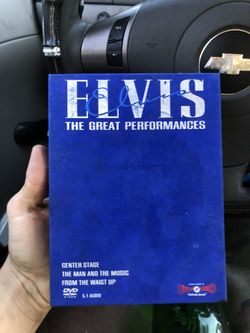 ELVIS
Elvis
THE GREAT PERFORMANCES
CENTER STAGE
THE MAN AND THE MUSIC
FROM THE WAIST UP
DVD 5.1 AUDIO